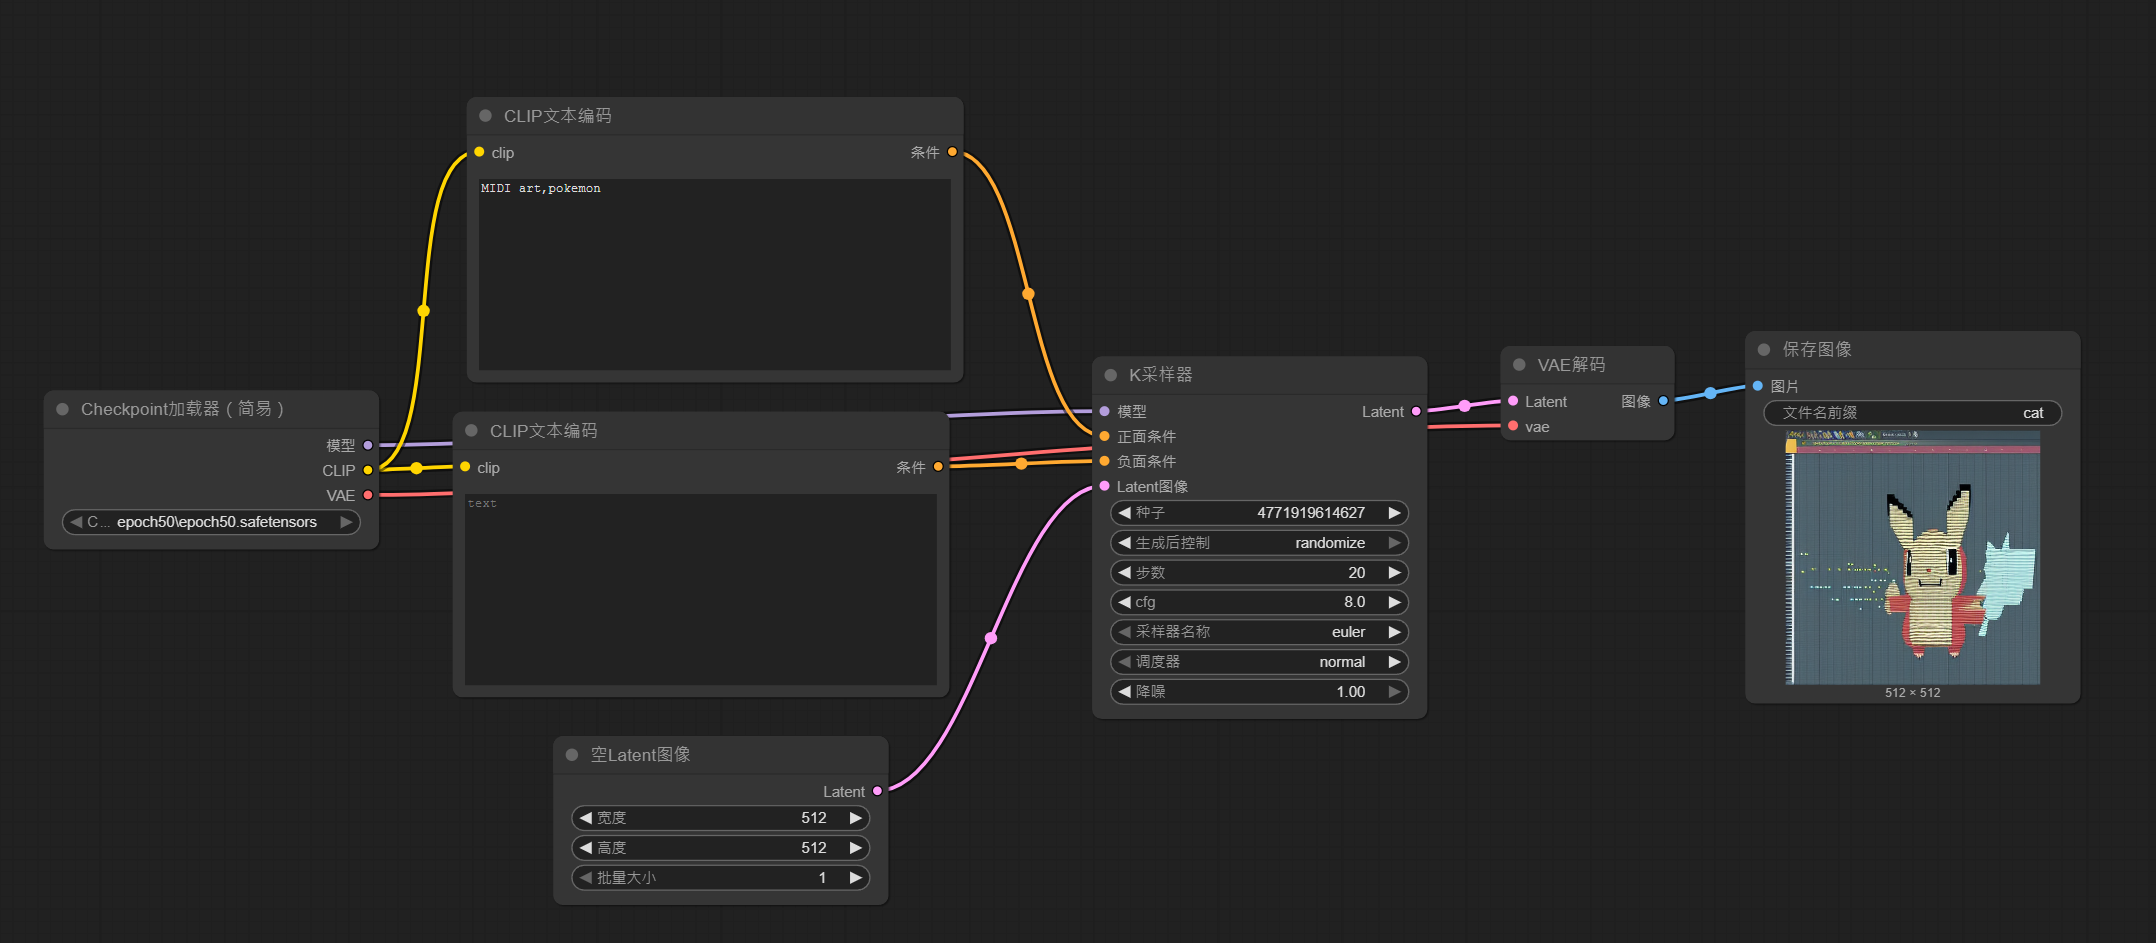 CLIP文本编码
clip
条件
MIDI art,pokemon
Checkpoint加载器（简易）
模型
CLIP
VAE
C... epoch50\epoch50.safetensors
CLIP文本编码
clip
条件
text
空Latent图像
Latent
宽度 512
高度 512
批量大小 1
K采样器
模型
Latent
正面条件
负面条件
Latent图像
种子 4771919614627
生成后控制 randomize
步数 20
cfg 8.0
采样器名称 euler
调度器 normal
降噪 1.00
VAE解码
Latent
图像
vae
保存图像
图片
文件名前缀 cat
512 × 512